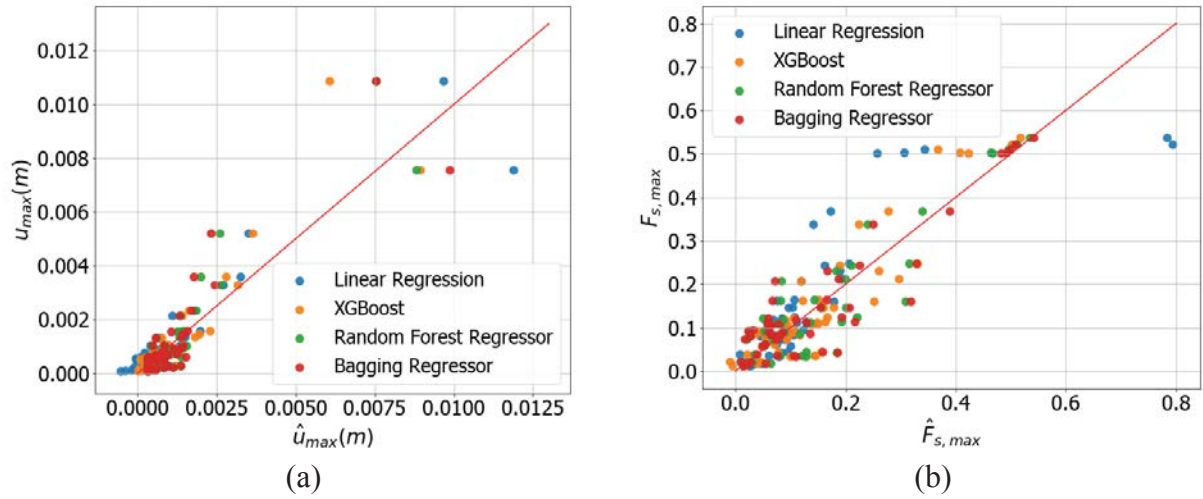 0.012
0.010
0.008
0.006
0.004
0.002
0.000
u_max(m)
Linear Regression
XGBoost
Random Forest Regressor
Bagging Regressor
0.0000 0.0025 0.0050 0.0075 0.0100 0.0125
û_max(m)
(a)
0.8
0.7
0.6
0.5
0.4
0.3
0.2
0.1
0.0
F_s,max
Linear Regression
XGBoost
Random Forest Regressor
Bagging Regressor
0.0 0.2 0.4 0.6 0.8
F̂_s,max
(b)